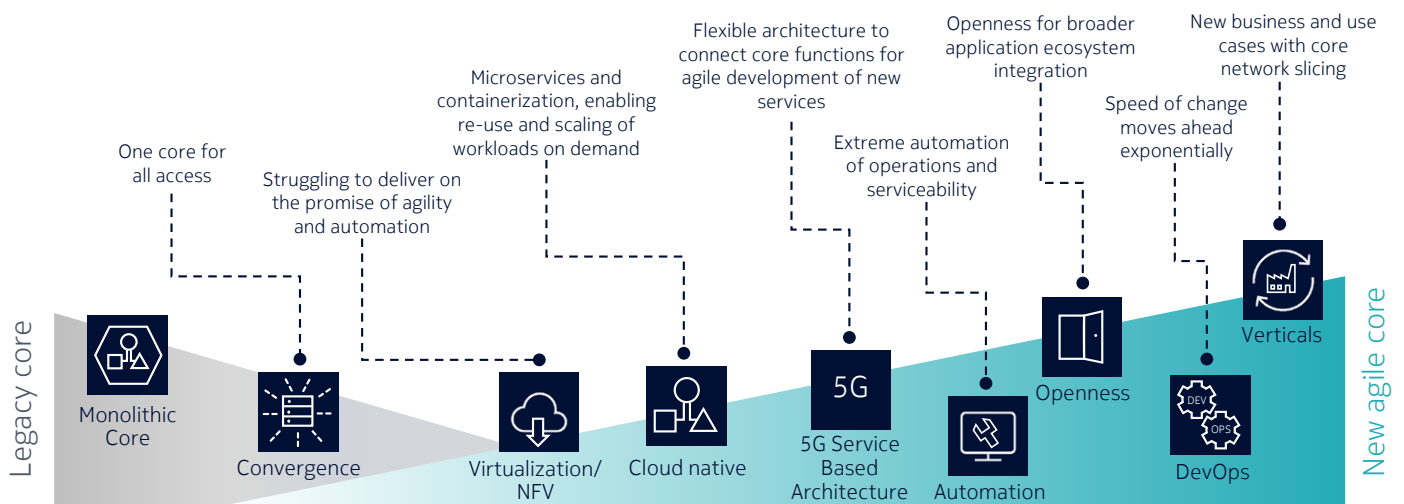 Legacy core
Monolithic
Core
One core for
all access
Convergence
Struggling to deliver on
the promise of agility
and automation
Virtualization/
NFV
Microservices and
containerization, enabling
re-use and scaling of
workloads on demand
Cloud native
Flexible architecture to
connect core functions for
agile development of new
services
5G
5G Service
Based
Architecture
Extreme automation
of operations and
serviceability
Automation
Openness for broader
application ecosystem
integration
Openness
Speed of change
moves ahead
exponentially
DEV
OPS
DevOps
New business and use
cases with core
network slicing
Verticals
New agile core